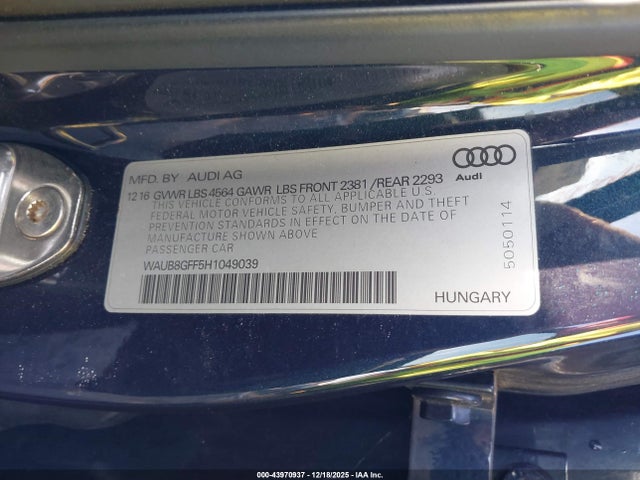 MFD. BY AUDI AG
12 16 GVWR LBS 4564 GAWR LBS FRONT 2381 / REAR 2293
THIS VEHICLE CONFORMS TO ALL APPLICABLE U.S.
FEDERAL MOTOR VEHICLE SAFETY, BUMPER AND THEFT
PREVENTION STANDARDS IN EFFECT ON THE DATE OF
MANUFACTURE SHOWN ABOVE
PASSENGER CAR
WAUB8GFF5H1049039
Audi
5050114
HUNGARY
000-43970937 - 12/18/2025 - IAA Inc.